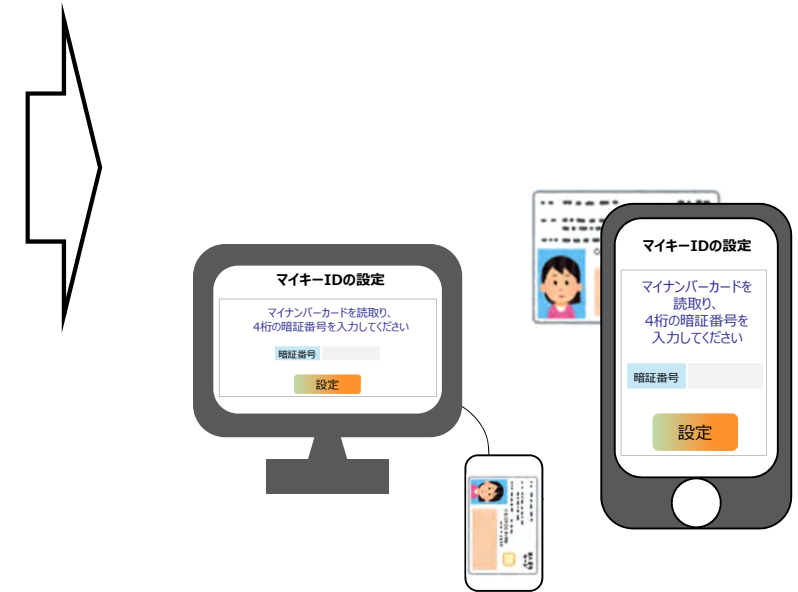 マイキーIDの設定
マイナンバーカードを読取り、
4桁の暗証番号を入力してください
暗証番号
設定
マイキーIDの設定
マイナンバーカードを
読取り、
4桁の暗証番号を
入力してください
暗証番号
設定